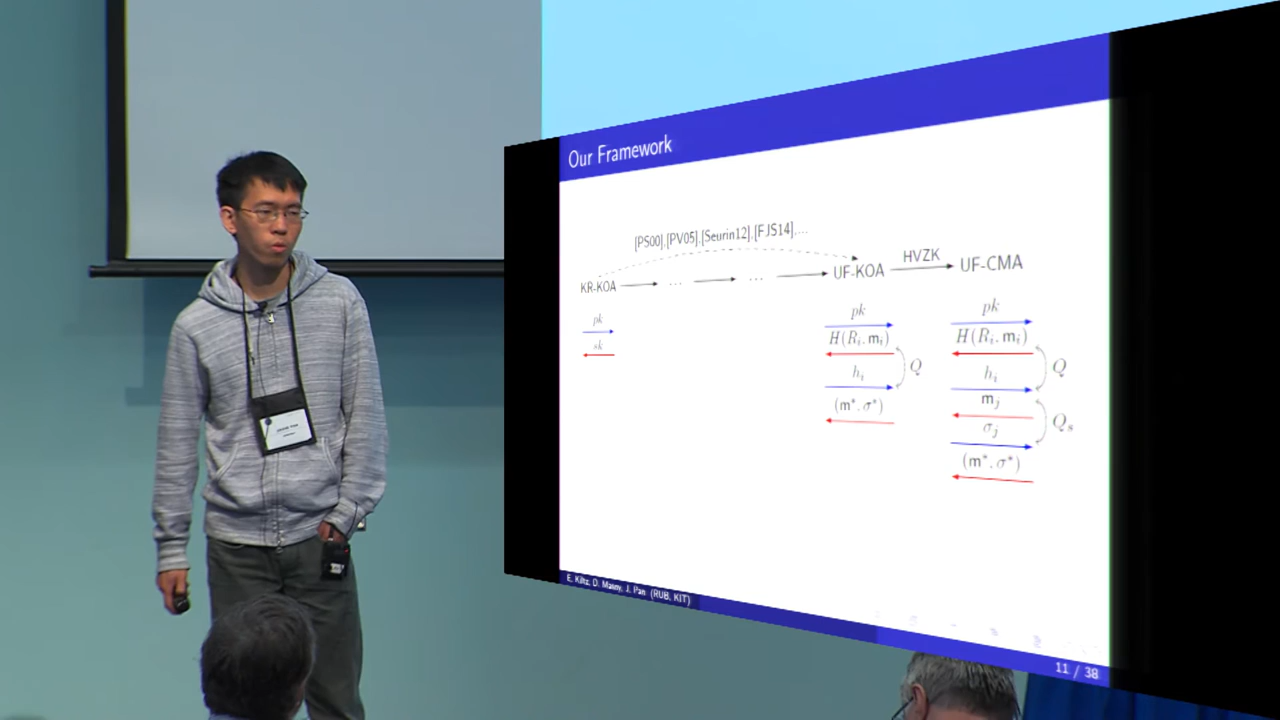 Our Framework
[PS00],[PV05],[Seurin12],[FJS14],...
KR-KOA ... ... UF-KOA HVZK UF-CMA
pk
sk
pk
H(R_i, m_i)
h_i
Q
(m*, σ*)
pk
H(R_i, m_i)
h_i
Q
m_j
σ_j
Q_s
(m*, σ*)
E. Kiltz, D. Masny, J. Pan (RUB, KIT)
11 / 38